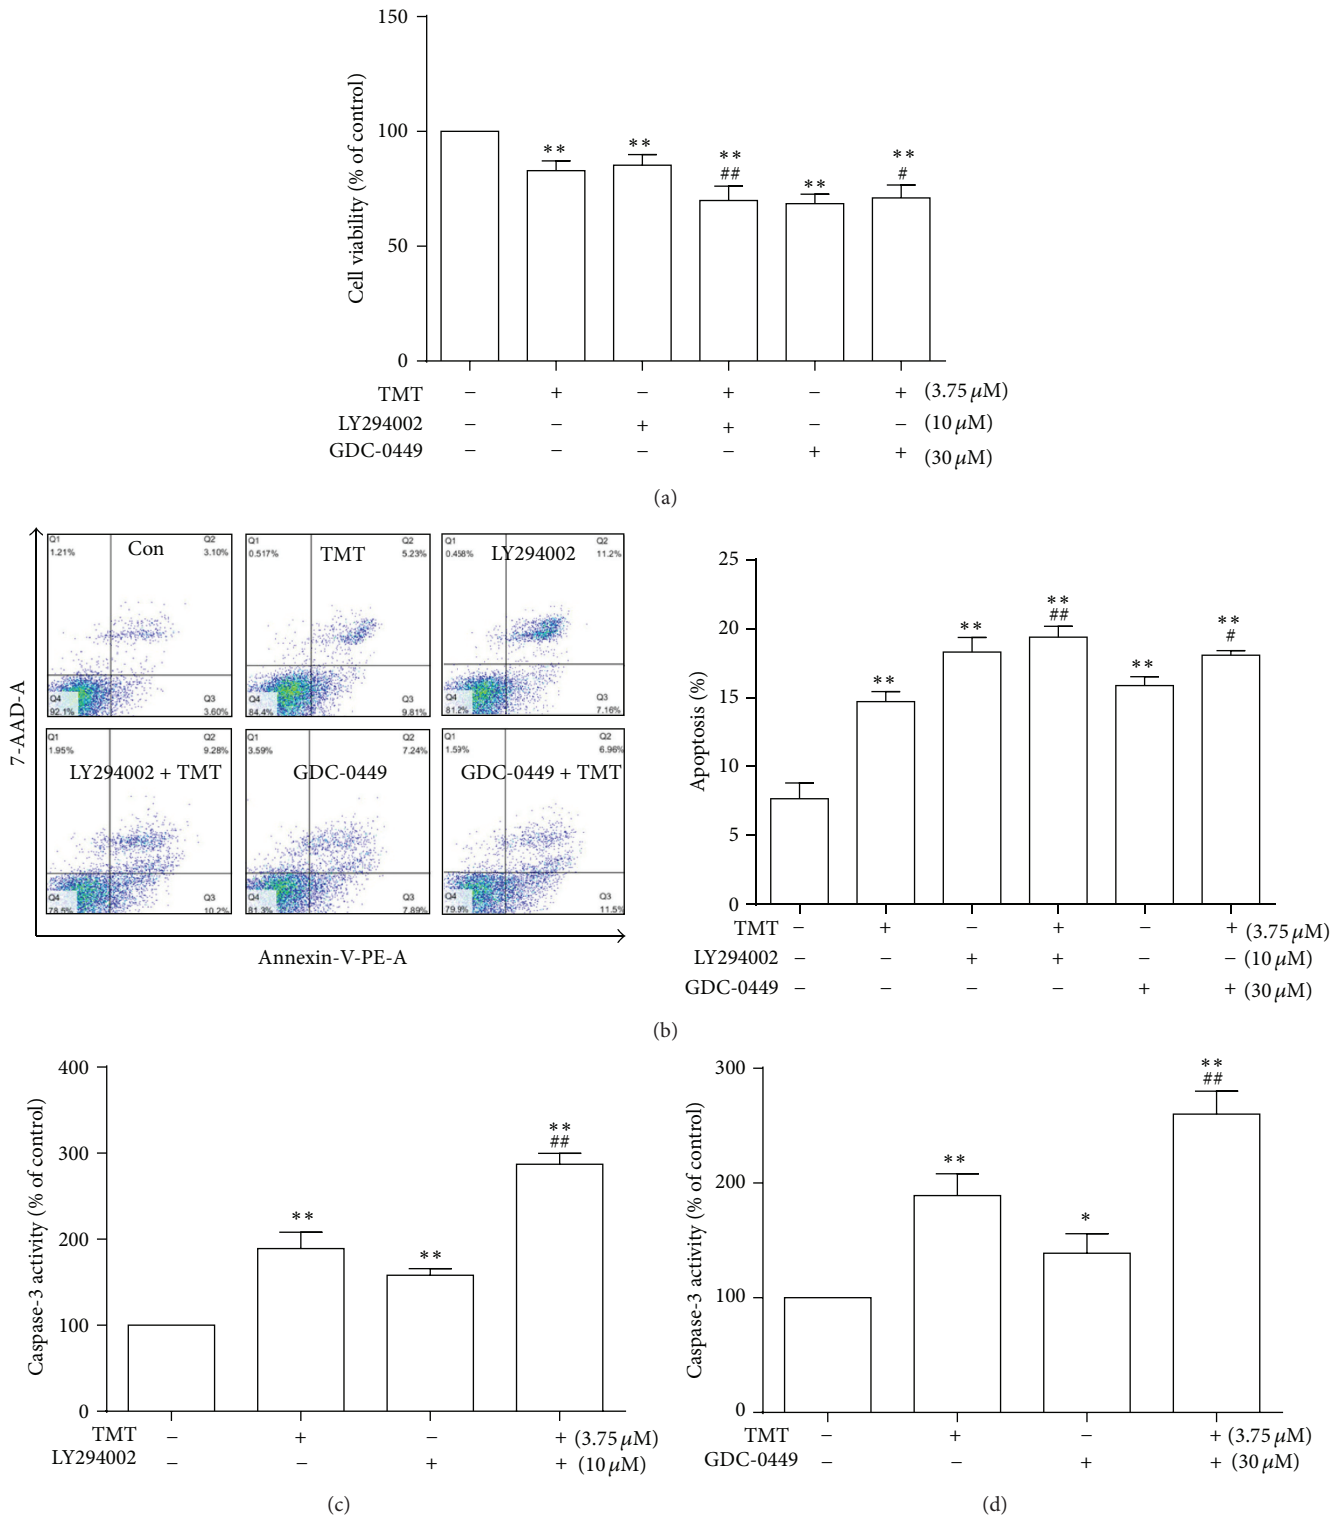 150
100
50
0
Cell viability (% of control)
**
**
**
##
**
**
#
TMT − + − + − + (3.75 μM)
LY294002 − − + + − − (10 μM)
GDC-0449 − − − − + + (30 μM)
(a)
7-AAD-A
Q1 Q2
1.21% Con 3.10%
Q4 Q3
92.1% 3.60%
Q1 Q2
0.517% TMT 5.23%
Q4 Q3
84.4% 9.81%
Q1 Q2
0.458% LY294002 11.2%
Q4 Q3
81.2% 7.16%
Q1 Q2
1.95% 9.28%
LY294002 + TMT
Q4 Q3
78.5% 10.2%
Q1 Q2
3.59% 7.24%
GDC-0449
Q4 Q3
81.3% 7.89%
Q1 Q2
1.59% 6.96%
GDC-0449 + TMT
Q4 Q3
79.9% 11.5%
Annexin-V-PE-A
25
20
15
10
5
0
Apoptosis (%)
**
**
**
##
**
**
#
TMT − + − + − + (3.75 μM)
LY294002 − − + + − − (10 μM)
GDC-0449 − − − − + + (30 μM)
(b)
400
300
200
100
0
Caspase-3 activity (% of control)
**
**
**
##
TMT − + − + (3.75 μM)
LY294002 − − + + (10 μM)
(c)
300
200
100
0
Caspase-3 activity (% of control)
**
*
**
##
TMT − + − + (3.75 μM)
GDC-0449 − − + + (30 μM)
(d)